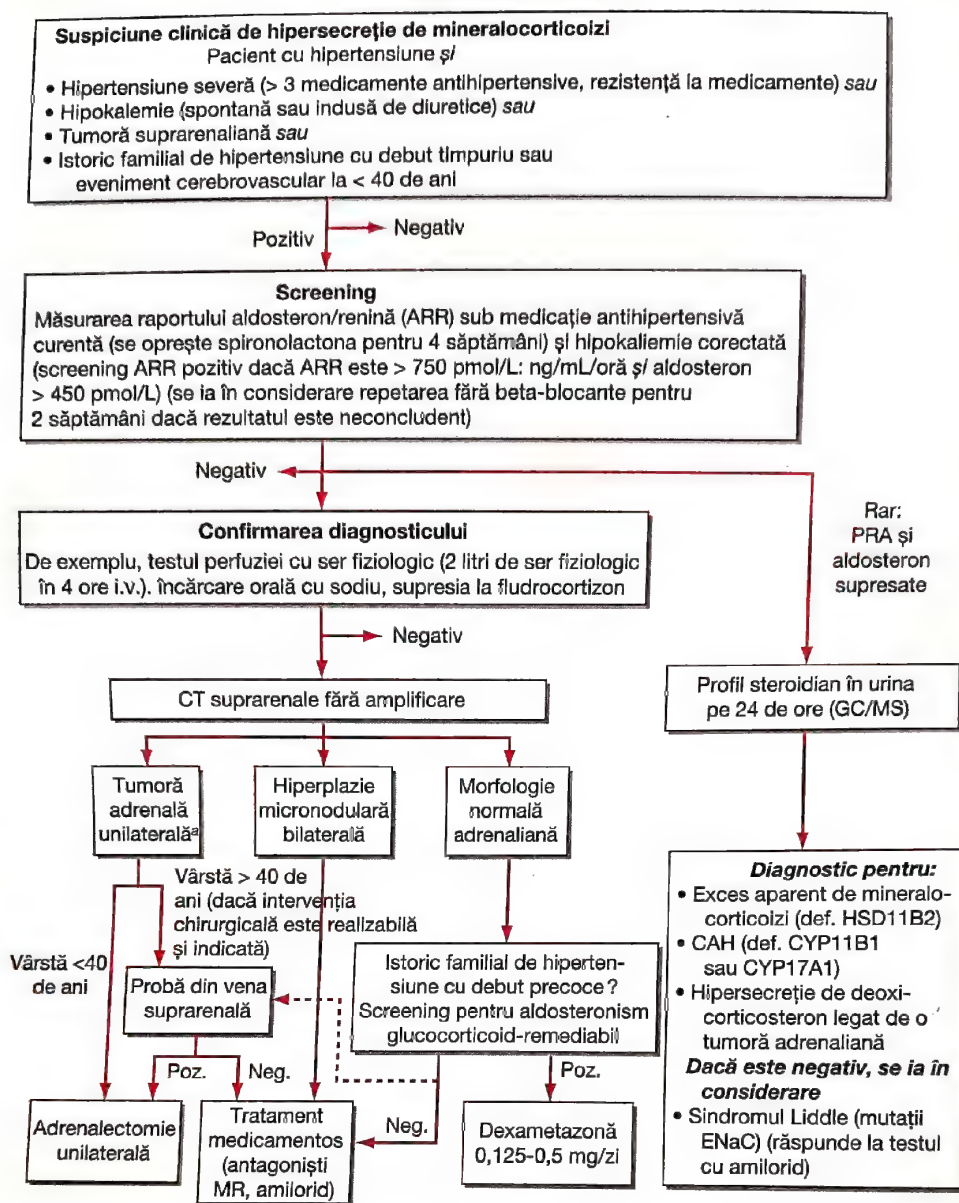 Suspiciune clinică de hipersecreție de mineralocorticoizi
Pacient cu hipertensiune și
• Hipertensiune severă (> 3 medicamente antihipertensive, rezistență la medicamente) sau
• Hipokalemie (spontană sau indusă de diuretice) sau
• Tumoră suprarenaliană sau
• Istoric familial de hipertensiune cu debut timpuriu sau
eveniment cerebrovascular la < 40 de ani
Pozitiv
Negativ
Screening
Măsurarea raportului aldosteron/renină (ARR) sub medicație antihipertensivă
curentă (se oprește spironolactona pentru 4 săptămâni) și hipokaliemie corectată
(screening ARR pozitiv dacă ARR este > 750 pmol/L: ng/mL/oră și aldosteron
> 450 pmol/L) (se ia în considerare repetarea fără beta-blocante pentru
2 săptămâni dacă rezultatul este neconcludent)
Negativ
Rar:
PRA și
aldosteron
supresate
Confirmarea diagnosticului
De exemplu, testul perfuziei cu ser fiziologic (2 litri de ser fiziologic
în 4 ore i.v.). încărcare orală cu sodiu, supresia la fludrocortizon
Negativ
CT suprarenale fără amplificare
Profil steroidian în urina
pe 24 de ore (GC/MS)
Tumoră
adrenală
unilateralăª
Hiperplazie
micronodulară
bilaterală
Morfologie
normală
adrenaliană
Vârstă > 40 de
ani (dacă intervenția
chirurgicală este realizabilă
și indicată)
Vârstă <40
de ani
Probă din vena
suprarenală
Istoric familial de hiperten-
siune cu debut precoce?
Screening pentru aldosteronism
glucocorticoid-remediabil
Diagnostic pentru:
• Exces aparent de mineralo-
corticoizi (def. HSD11B2)
• CAH (def. CYP11B1
sau CYP17A1)
• Hipersecreție de deoxi-
corticosteron legat de o
tumoră adrenaliană
Dacă este negativ, se ia în
considerare
• Sindromul Liddle (mutații
ENaC) (răspunde la testul
cu amilorid)
Poz.
Neg.
Neg.
Poz.
Adrenalectomie
unilaterală
Tratament
medicamentos
(antagoniști
MR, amilorid)
Dexametazonă
0,125-0,5 mg/zi